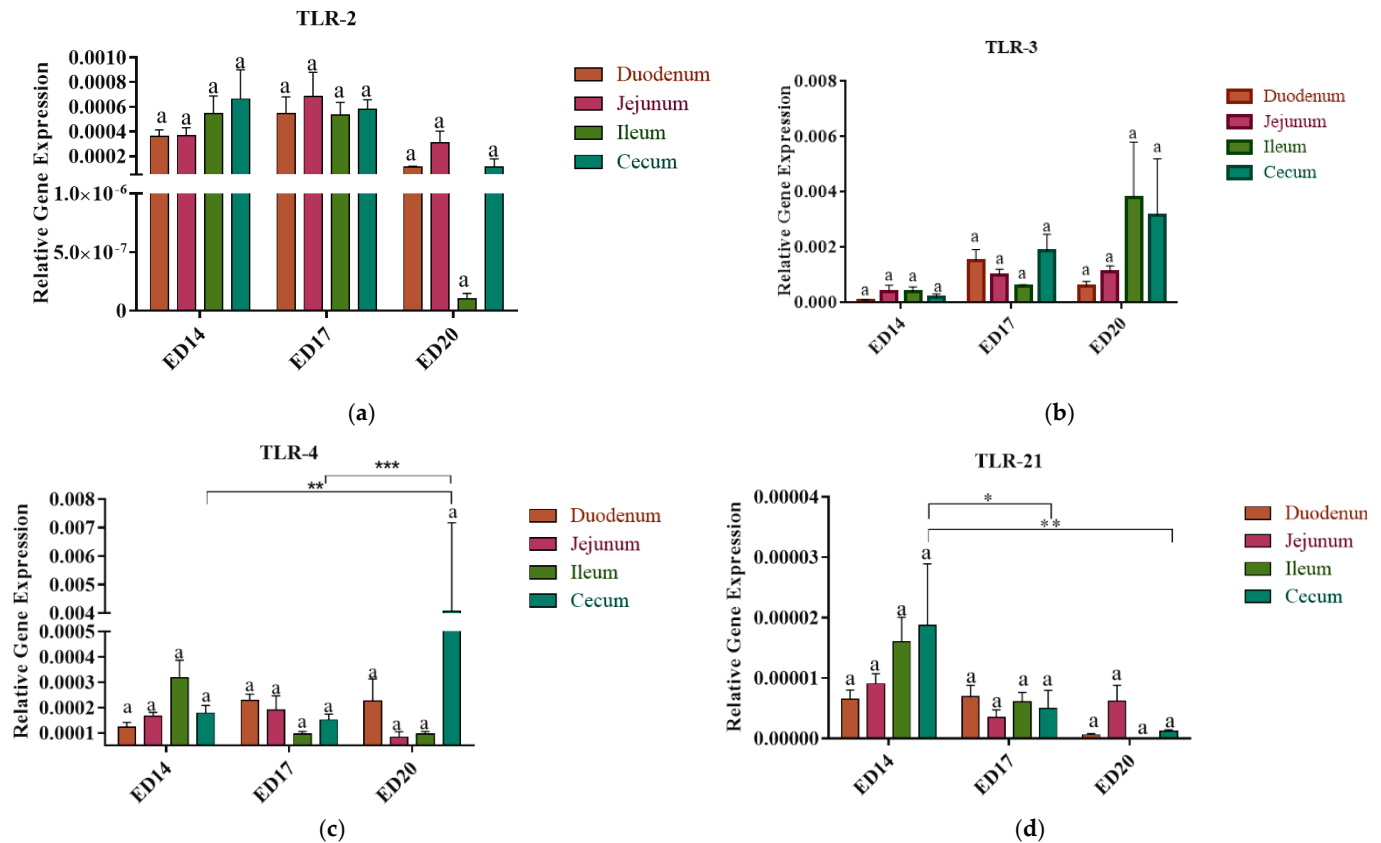 TLR-2
Relative Gene Expression
0.0010
0.0008
0.0006
0.0004
0.0002
1.0×10⁻⁶
5.0×10⁻⁷
0
a a a a a a a a a a a a
ED14 ED17 ED20
Duodenum
Jejunum
Ileum
Cecum
(a)
TLR-3
Relative Gene Expression
0.008
0.006
0.004
0.002
0.000
a a a a a a a a a a a a
ED14 ED17 ED20
Duodenum
Jejunum
Ileum
Cecum
(b)
TLR-4
***
**
Relative Gene Expression
0.008
0.007
0.006
0.005
0.004
0.0005
0.0004
0.0003
0.0002
0.0001
a a a a a a a a a a a a
ED14 ED17 ED20
Duodenum
Jejunum
Ileum
Cecum
(c)
TLR-21
*
**
Relative Gene Expression
0.00004
0.00003
0.00002
0.00001
0.00000
a a a a a a a a a a a a
ED14 ED17 ED20
Duodenun
Jejunum
Ileum
Cecum
(d)